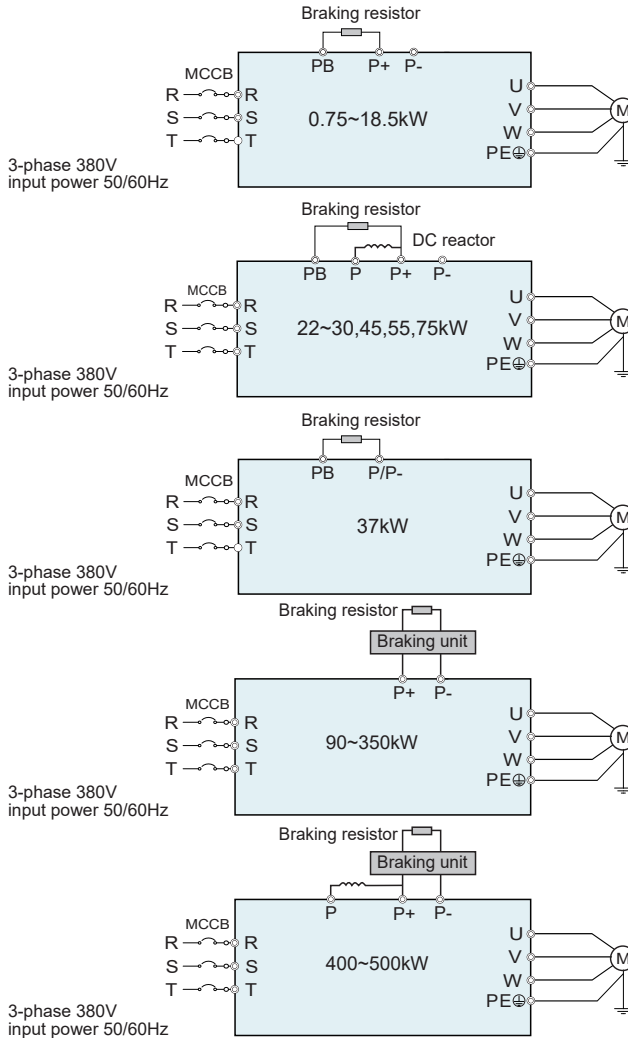 Braking resistor
PB P+ P-
MCCB
R R
S S
T T
0.75~18.5kW
U
V
W
PE
M
3-phase 380V
input power 50/60Hz
Braking resistor
DC reactor
PB P P+ P-
MCCB
R R
S S
T T
22~30,45,55,75kW
U
V
W
PE
M
3-phase 380V
input power 50/60Hz
Braking resistor
PB P/P-
MCCB
R R
S S
T T
37kW
U
V
W
PE
M
3-phase 380V
input power 50/60Hz
Braking resistor
Braking unit
P+ P-
MCCB
R R
S S
T T
90~350kW
U
V
W
PE
M
3-phase 380V
input power 50/60Hz
Braking resistor
Braking unit
P P+ P-
MCCB
R R
S S
T T
400~500kW
U
V
W
PE
M
3-phase 380V
input power 50/60Hz